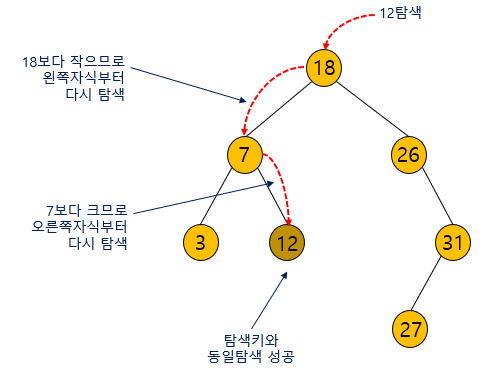 12탐색
18
18보다 작으므로
왼쪽자식부터
다시 탐색
7
26
7보다 크므로
오른쪽자식부터
다시 탐색
3
12
31
27
탐색키와
동일탐색 성공